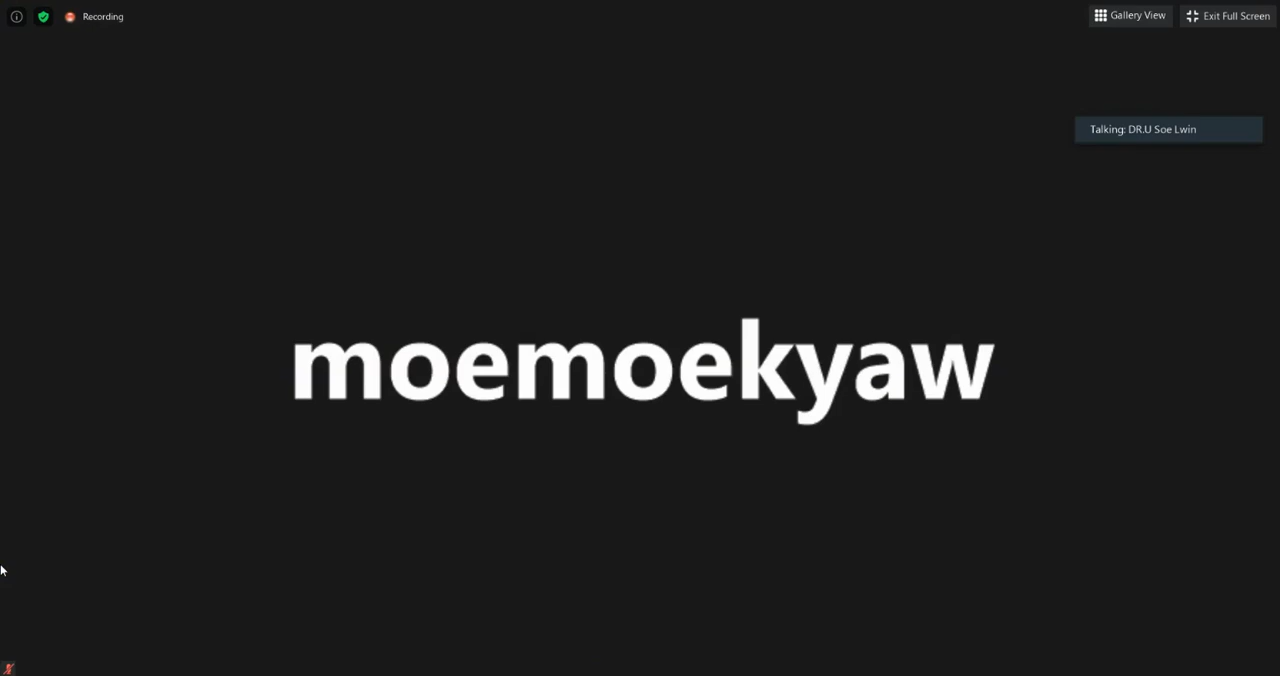 Recording
Gallery View
Exit Full Screen
Talking: DR.U Soe Lwin
moemoekyaw